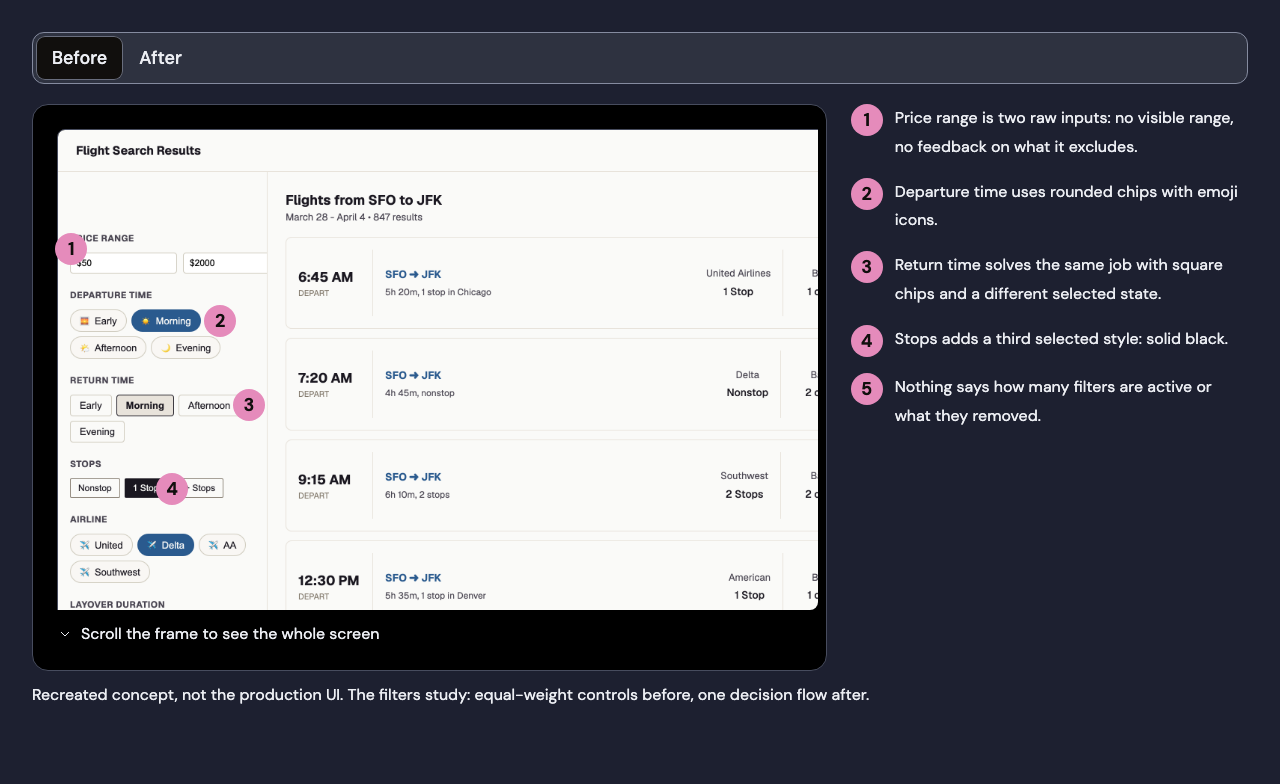 Before
After
Flight Search Results
PRICE RANGE
1
$50
$2000
DEPARTURE TIME
Early
Morning
2
Afternoon
Evening
RETURN TIME
Early
Morning
Afternoon
3
Evening
STOPS
Nonstop
1 Stop
4
Stops
AIRLINE
United
Delta
AA
Southwest
LAYOVER DURATION
Flights from SFO to JFK
March 28 - April 4 • 847 results
6:45 AM
DEPART
SFO ➜ JFK
5h 20m, 1 stop in Chicago
United Airlines
1 Stop
7:20 AM
DEPART
SFO ➜ JFK
4h 45m, nonstop
Delta
Nonstop
9:15 AM
DEPART
SFO ➜ JFK
6h 10m, 2 stops
Southwest
2 Stops
12:30 PM
DEPART
SFO ➜ JFK
5h 35m, 1 stop in Denver
American
1 Stop
Scroll the frame to see the whole screen
1
Price range is two raw inputs: no visible range,
no feedback on what it excludes.
2
Departure time uses rounded chips with emoji
icons.
3
Return time solves the same job with square
chips and a different selected state.
4
Stops adds a third selected style: solid black.
5
Nothing says how many filters are active or
what they removed.
Recreated concept, not the production UI. The filters study: equal-weight controls before, one decision flow after.